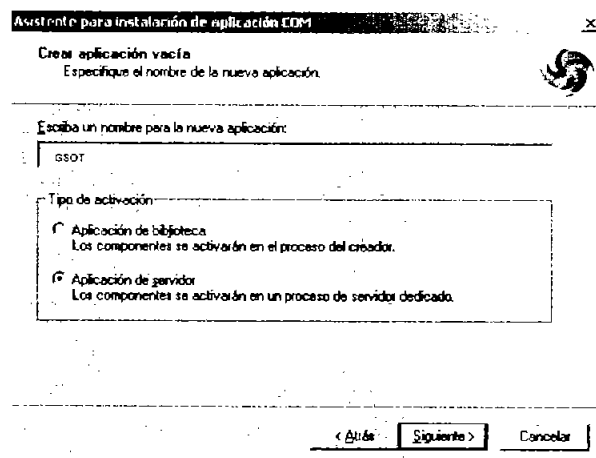 Asistente para instalación de aplicación COM
Crear aplicación vacía
Especifique el nombre de la nueva aplicación.
Escriba un nombre para la nueva aplicación:
GSOT
Tipo de activación
Aplicación de biblioteca
Los componentes se activarán en el proceso del creador.
Aplicación de servidor
Los componentes se activarán en un proceso de servidor dedicado.
< Atrás
Siguiente >
Cancelar